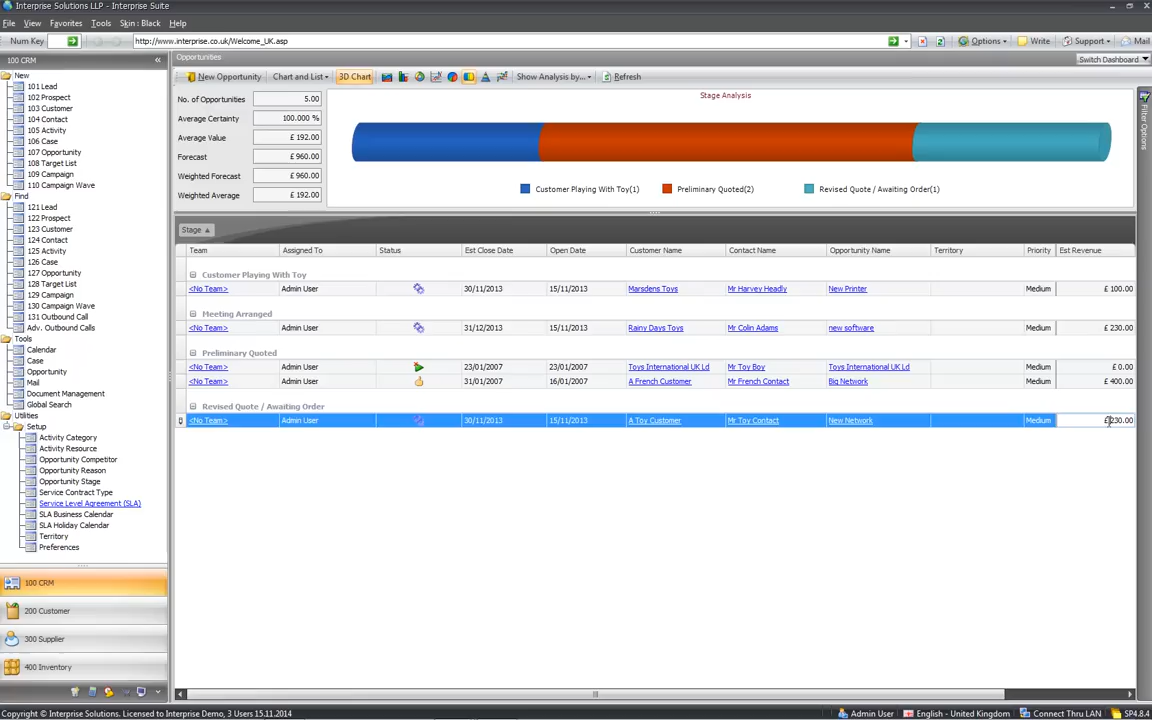 Interprise Solutions LLP - Interprise Suite
File View Favorites Tools Skin : Black Help
Num Key http://www.interprise.co.uk/Welcome_UK.asp Options Write Support Mail
100 CRM
Opportunities
Switch Dashboard
New Opportunity Chart and List 3D Chart Show Analysis by... Refresh
New
101 Lead
102 Prospect
103 Customer
104 Contact
105 Activity
106 Case
107 Opportunity
108 Target List
109 Campaign
110 Campaign Wave
Find
121 Lead
122 Prospect
123 Customer
124 Contact
125 Activity
126 Case
127 Opportunity
128 Target List
129 Campaign
130 Campaign Wave
131 Outbound Call
Adv. Outbound Calls
Tools
Calendar
Case
Opportunity
Mail
Document Management
Global Search
Utilities
Setup
Activity Category
Activity Resource
Opportunity Competitor
Opportunity Reason
Opportunity Stage
Service Contract Type
Service Level Agreement (SLA)
SLA Business Calendar
SLA Holiday Calendar
Territory
Preferences
100 CRM
200 Customer
300 Supplier
400 Inventory
No. of Opportunities 5.00
Average Certainty 100.000 %
Average Value £ 192.00
Forecast £ 960.00
Weighted Forecast £ 960.00
Weighted Average £ 192.00
Stage Analysis
Customer Playing With Toy(1) Preliminary Quoted(2) Revised Quote / Awaiting Order(1)
Filter Options
Stage
Team Assigned To Status Est Close Date Open Date Customer Name Contact Name Opportunity Name Territory Priority Est Revenue
Customer Playing With Toy
<No Team> Admin User 30/11/2013 15/11/2013 Marsdens Toys Mr Harvey Headly New Printer Medium £ 100.00
Meeting Arranged
<No Team> Admin User 31/12/2013 15/11/2013 Rainy Days Toys Mr Colin Adams new software Medium £ 230.00
Preliminary Quoted
<No Team> Admin User 23/01/2007 23/01/2007 Toys International UK Ld Mr Toy Boy Toys International UK Ld Medium £ 0.00
<No Team> Admin User 31/01/2007 16/01/2007 A French Customer Mr French Contact Big Network Medium £ 400.00
Revised Quote / Awaiting Order
<No Team> Admin User 30/11/2013 15/11/2013 A Toy Customer Mr Toy Contact New Network Medium £ 230.00
Copyright © Interprise Solutions. Licensed to Interprise Demo, 3 Users 15.11.2014 Admin User English - United Kingdom Connect Thru LAN SP4.8.4